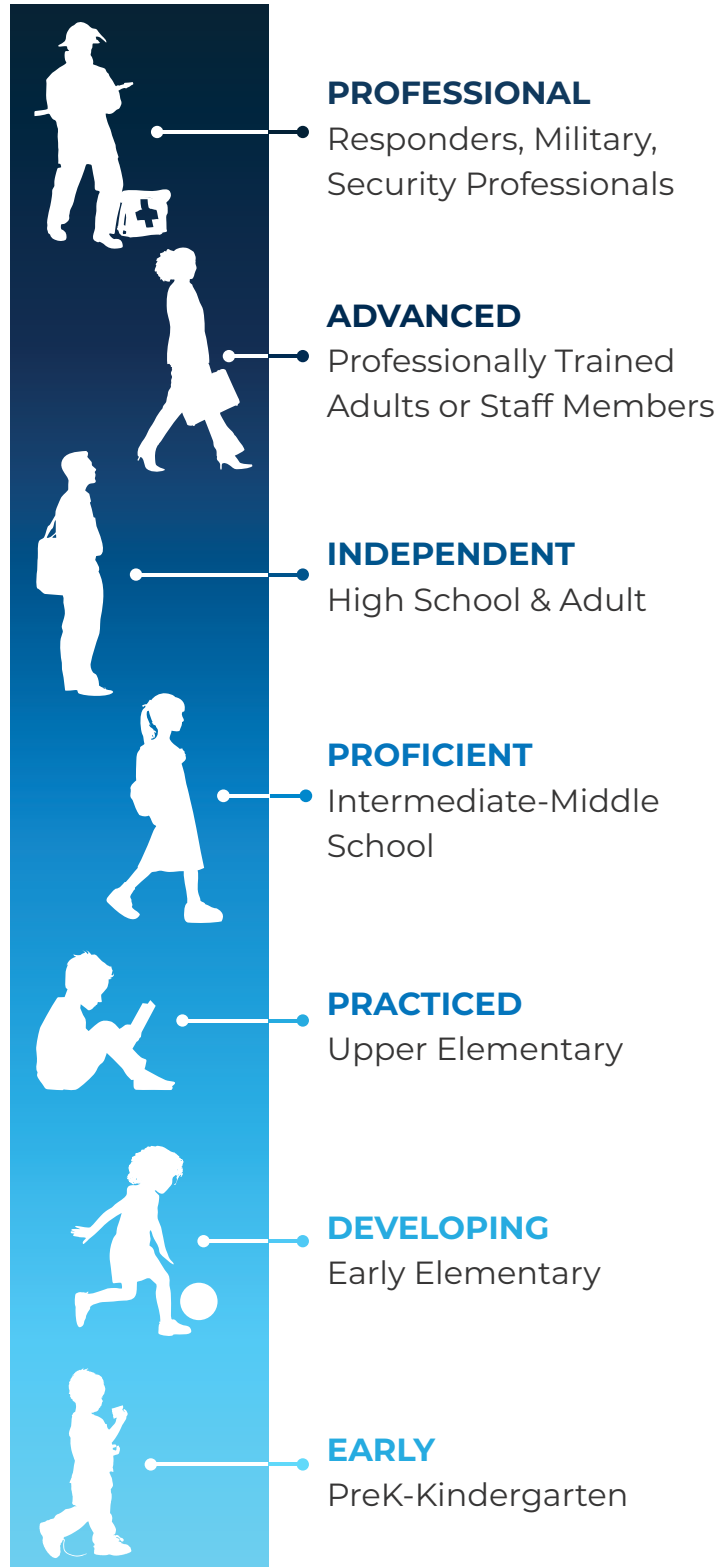 PROFESSIONAL
Responders, Military,
Security Professionals
ADVANCED
Professionally Trained
Adults or Staff Members
INDEPENDENT
High School & Adult
PROFICIENT
Intermediate-Middle
School
PRACTICED
Upper Elementary
DEVELOPING
Early Elementary
EARLY
PreK-Kindergarten